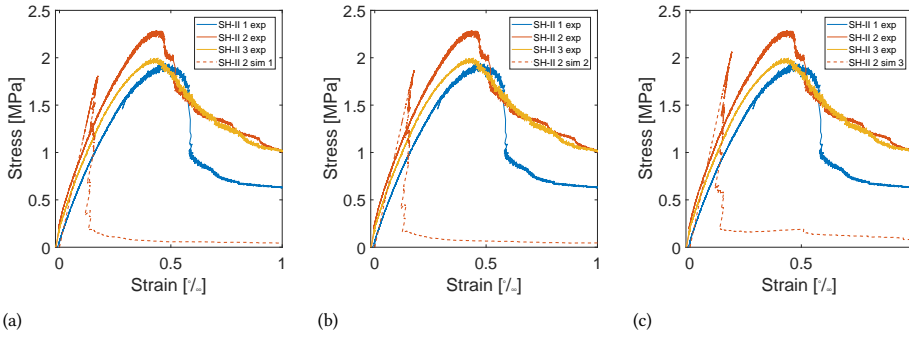 2.5
2
1.5
1
0.5
0
Stress [MPa]
0
0.5
1
Strain [°/∞]
SH-II 1 exp
SH-II 2 exp
SH-II 3 exp
SH-II 2 sim 1
(a)
2.5
2
1.5
1
0.5
0
Stress [MPa]
0
0.5
1
Strain [°/∞]
SH-II 1 exp
SH-II 2 exp
SH-II 3 exp
SH-II 2 sim 2
(b)
2.5
2
1.5
1
0.5
0
Stress [MPa]
0
0.5
Strain [°/∞]
SH-II 1 exp
SH-II 2 exp
SH-II 3 exp
SH-II 2 sim 3
(c)